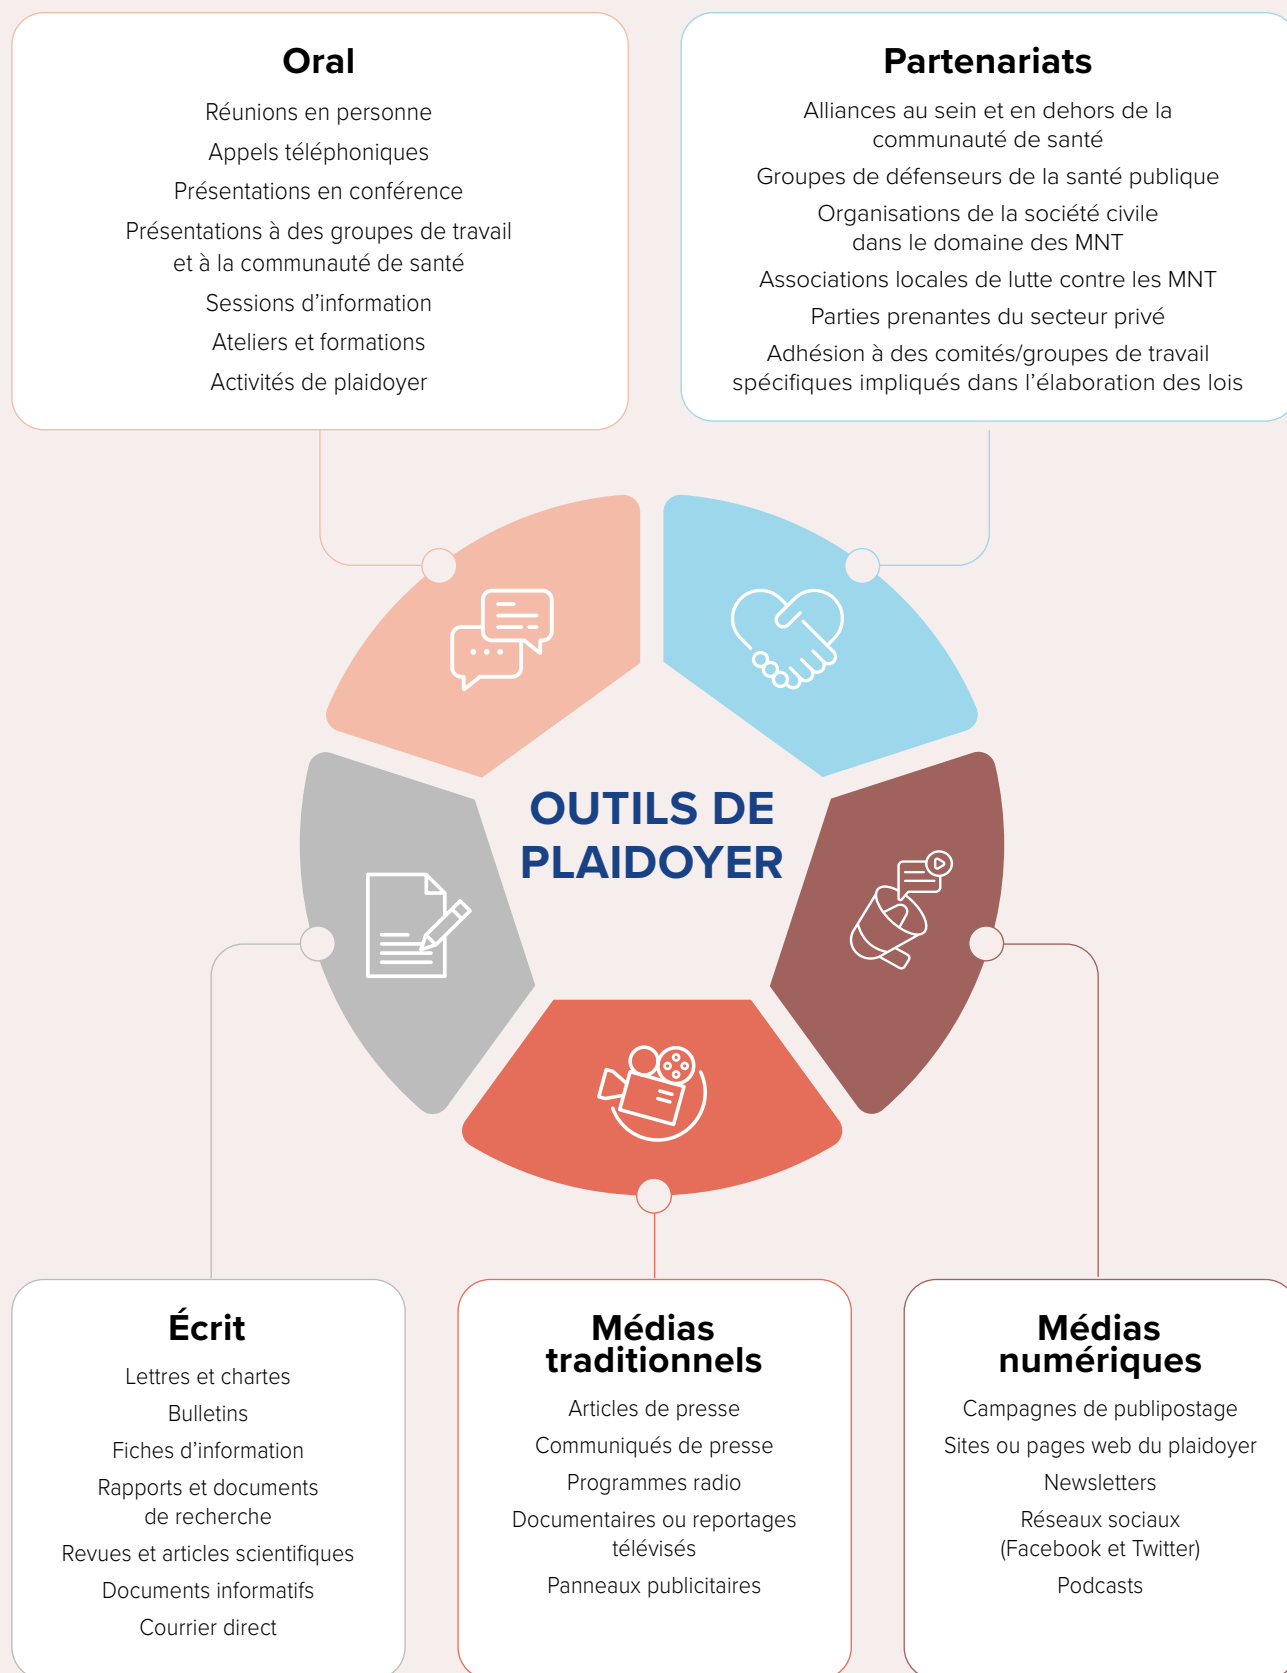 Oral
Réunions en personne
Appels téléphoniques
Présentations en conférence
Présentations à des groupes de travail
et à la communauté de santé
Sessions d'information
Ateliers et formations
Activités de plaidoyer
Partenariats
Alliances au sein et en dehors de la
communauté de santé
Groupes de défenseurs de la santé publique
Organisations de la société civile
dans le domaine des MNT
Associations locales de lutte contre les MNT
Parties prenantes du secteur privé
Adhésion à des comités/groupes de travail
spécifiques impliqués dans l'élaboration des lois
OUTILS DE
PLAIDOYER
Écrit
Lettres et chartes
Bulletins
Fiches d'information
Rapports et documents
de recherche
Revues et articles scientifiques
Documents informatifs
Courrier direct
Médias
traditionnels
Articles de presse
Communiqués de presse
Programmes radio
Documentaires ou reportages
télévisés
Panneaux publicitaires
Médias
numériques
Campagnes de publipostage
Sites ou pages web du plaidoyer
Newsletters
Réseaux sociaux
(Facebook et Twitter)
Podcasts